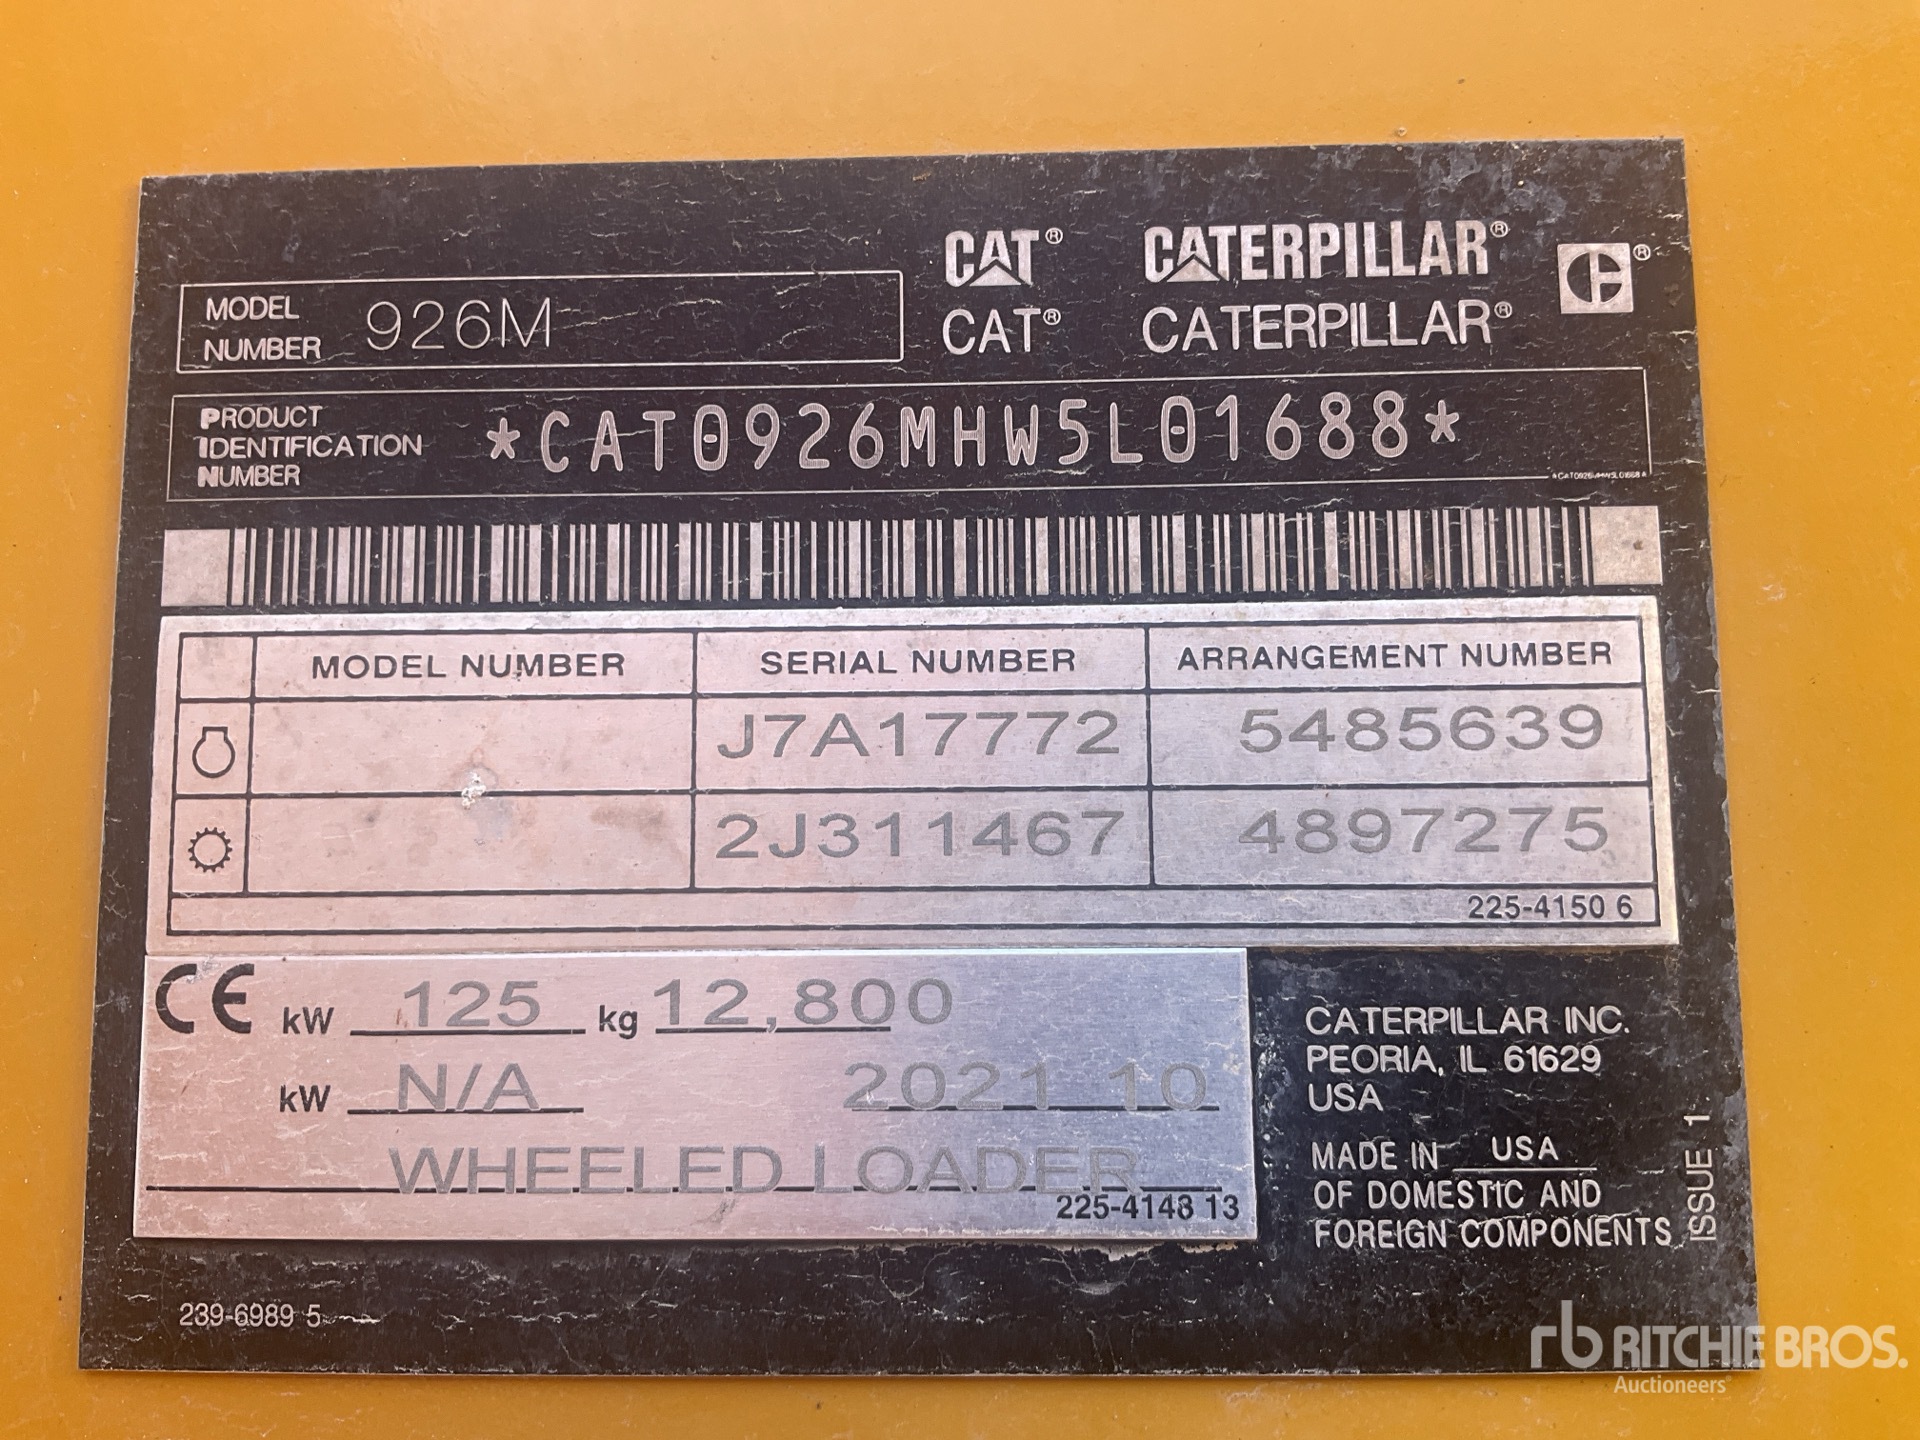 CAT® CATERPILLAR® ®
CAT® CATERPILLAR®
MODEL
NUMBER 926M
PRODUCT
IDENTIFICATION
NUMBER
*CAT0926MHW5L01688*
*CAT0926MHW5L01688*
MODEL NUMBER SERIAL NUMBER ARRANGEMENT NUMBER
J7A17772 5485639
2J311467 4897275
225-4150 6
CE kW 125 kg 12,800
kW N/A 2021 10
WHEELED LOADER
225-4148 13
CATERPILLAR INC.
PEORIA, IL 61629
USA
MADE IN USA
OF DOMESTIC AND
FOREIGN COMPONENTS
ISSUE 1
239-6989 5
rb RITCHIE BROS.
Auctioneers